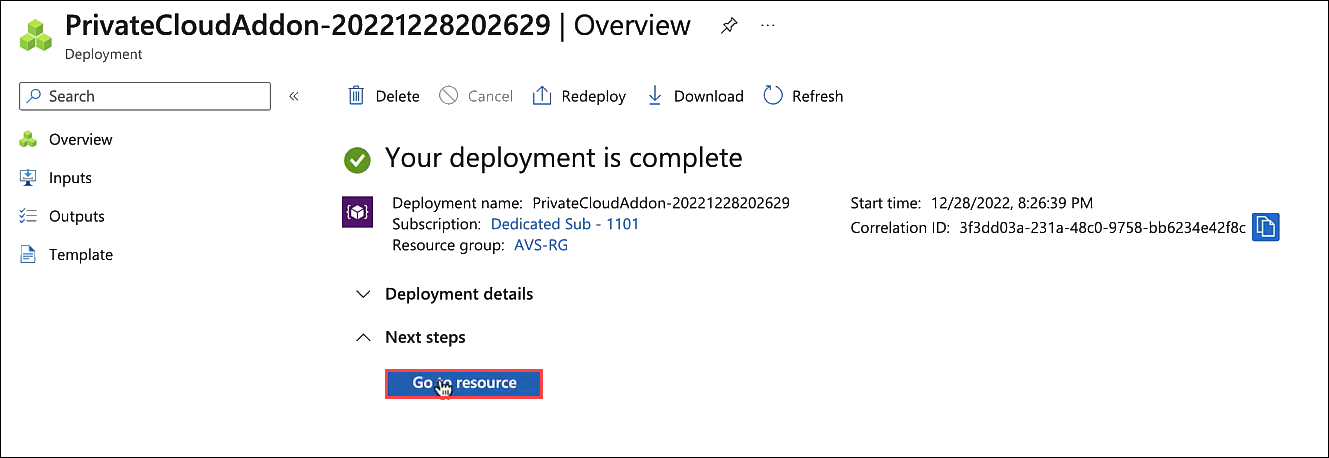 PrivateCloudAddon-20221228202629 | Overview
Deployment
Search
«
Delete
Cancel
Redeploy
Download
Refresh
Overview
Inputs
Outputs
Template
Your deployment is complete
Deployment name: PrivateCloudAddon-20221228202629
Subscription: Dedicated Sub - 1101
Resource group: AVS-RG
Start time: 12/28/2022, 8:26:39 PM
Correlation ID: 3f3dd03a-231a-48c0-9758-bb6234e42f8c
Deployment details
Next steps
Go to resource